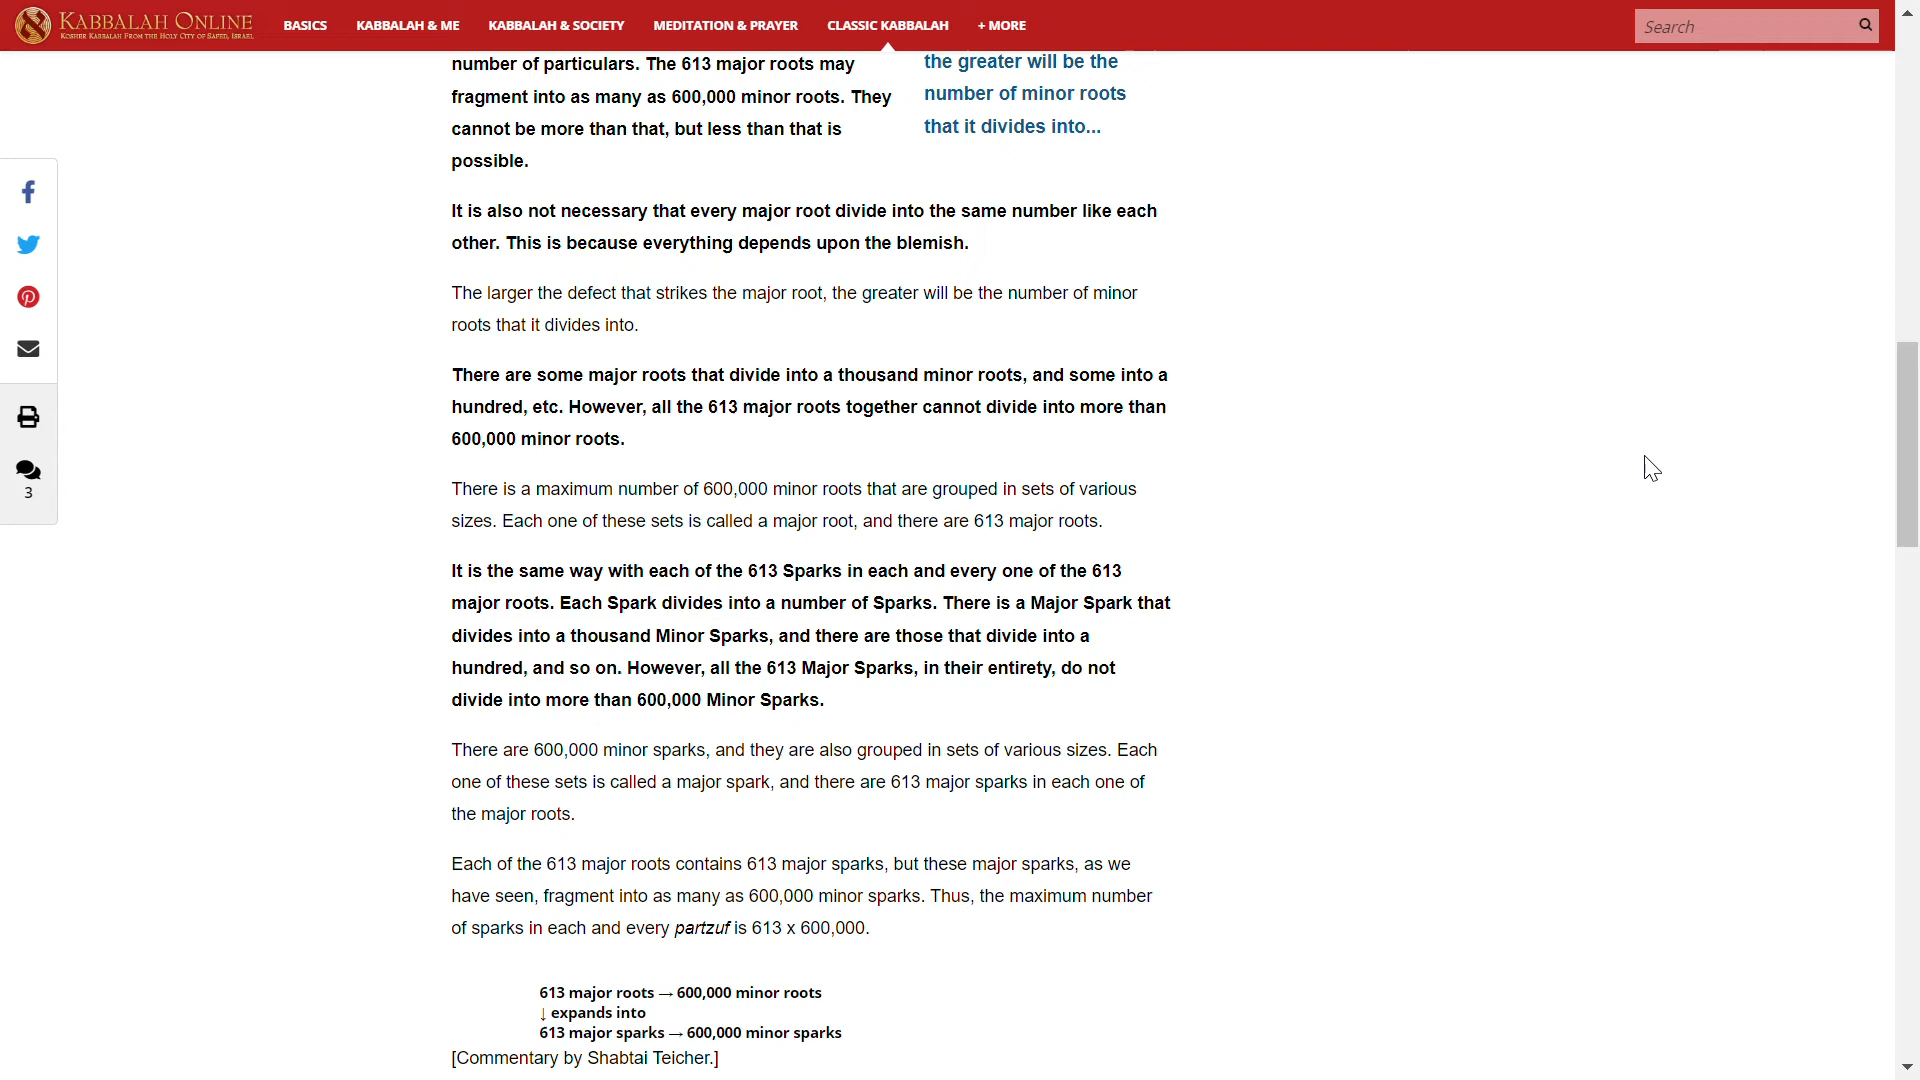 KABBALAH ONLINE
KOSHER KABBALAH FROM THE HOLY CITY OF SAFED, ISRAEL
BASICS
KABBALAH & ME
KABBALAH & SOCIETY
MEDITATION & PRAYER
CLASSIC KABBALAH
+ MORE
Search
number of particulars. The 613 major roots may
fragment into as many as 600,000 minor roots. They
cannot be more than that, but less than that is
possible.
the greater will be the
number of minor roots
that it divides into...
It is also not necessary that every major root divide into the same number like each
other. This is because everything depends upon the blemish.
The larger the defect that strikes the major root, the greater will be the number of minor
roots that it divides into.
There are some major roots that divide into a thousand minor roots, and some into a
hundred, etc. However, all the 613 major roots together cannot divide into more than
600,000 minor roots.
There is a maximum number of 600,000 minor roots that are grouped in sets of various
sizes. Each one of these sets is called a major root, and there are 613 major roots.
It is the same way with each of the 613 Sparks in each and every one of the 613
major roots. Each Spark divides into a number of Sparks. There is a Major Spark that
divides into a thousand Minor Sparks, and there are those that divide into a
hundred, and so on. However, all the 613 Major Sparks, in their entirety, do not
divide into more than 600,000 Minor Sparks.
There are 600,000 minor sparks, and they are also grouped in sets of various sizes. Each
one of these sets is called a major spark, and there are 613 major sparks in each one of
the major roots.
Each of the 613 major roots contains 613 major sparks, but these major sparks, as we
have seen, fragment into as many as 600,000 minor sparks. Thus, the maximum number
of sparks in each and every partzuf is 613 x 600,000.
613 major roots → 600,000 minor roots
↓ expands into
613 major sparks → 600,000 minor sparks
[Commentary by Shabtai Teicher.]
3